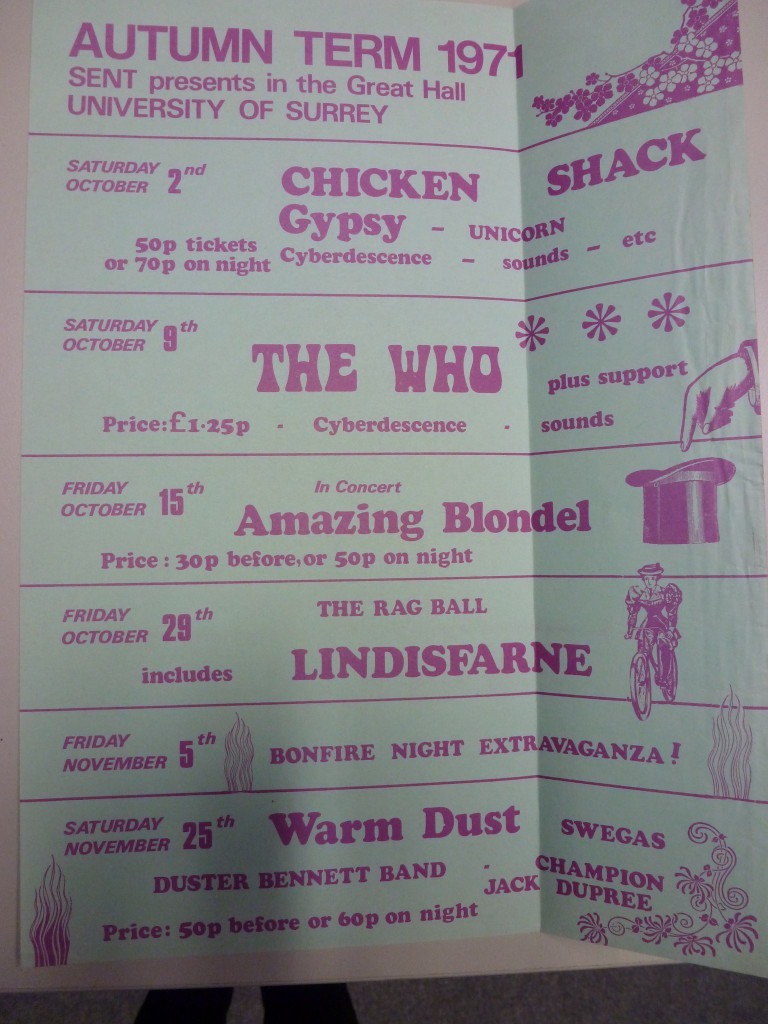 AUTUMN TERM 1971
SENT presents in the Great Hall
UNIVERSITY OF SURREY
SATURDAY OCTOBER 2nd
CHICKEN SHACK
Gypsy - UNICORN
50p tickets
or 70p on night
Cyberdescence - sounds - etc
SATURDAY OCTOBER 9th
THE WHO
plus support
Price: £1·25p - Cyberdescence - sounds
FRIDAY OCTOBER 15th
In Concert
Amazing Blondel
Price : 30p before, or 50p on night
FRIDAY OCTOBER 29th
THE RAG BALL
includes LINDISFARNE
FRIDAY NOVEMBER 5th
BONFIRE NIGHT EXTRAVAGANZA!
SATURDAY NOVEMBER 25th
Warm Dust SWEGAS
DUSTER BENNETT BAND - CHAMPION JACK DUPREE
Price: 50p before or 60p on night